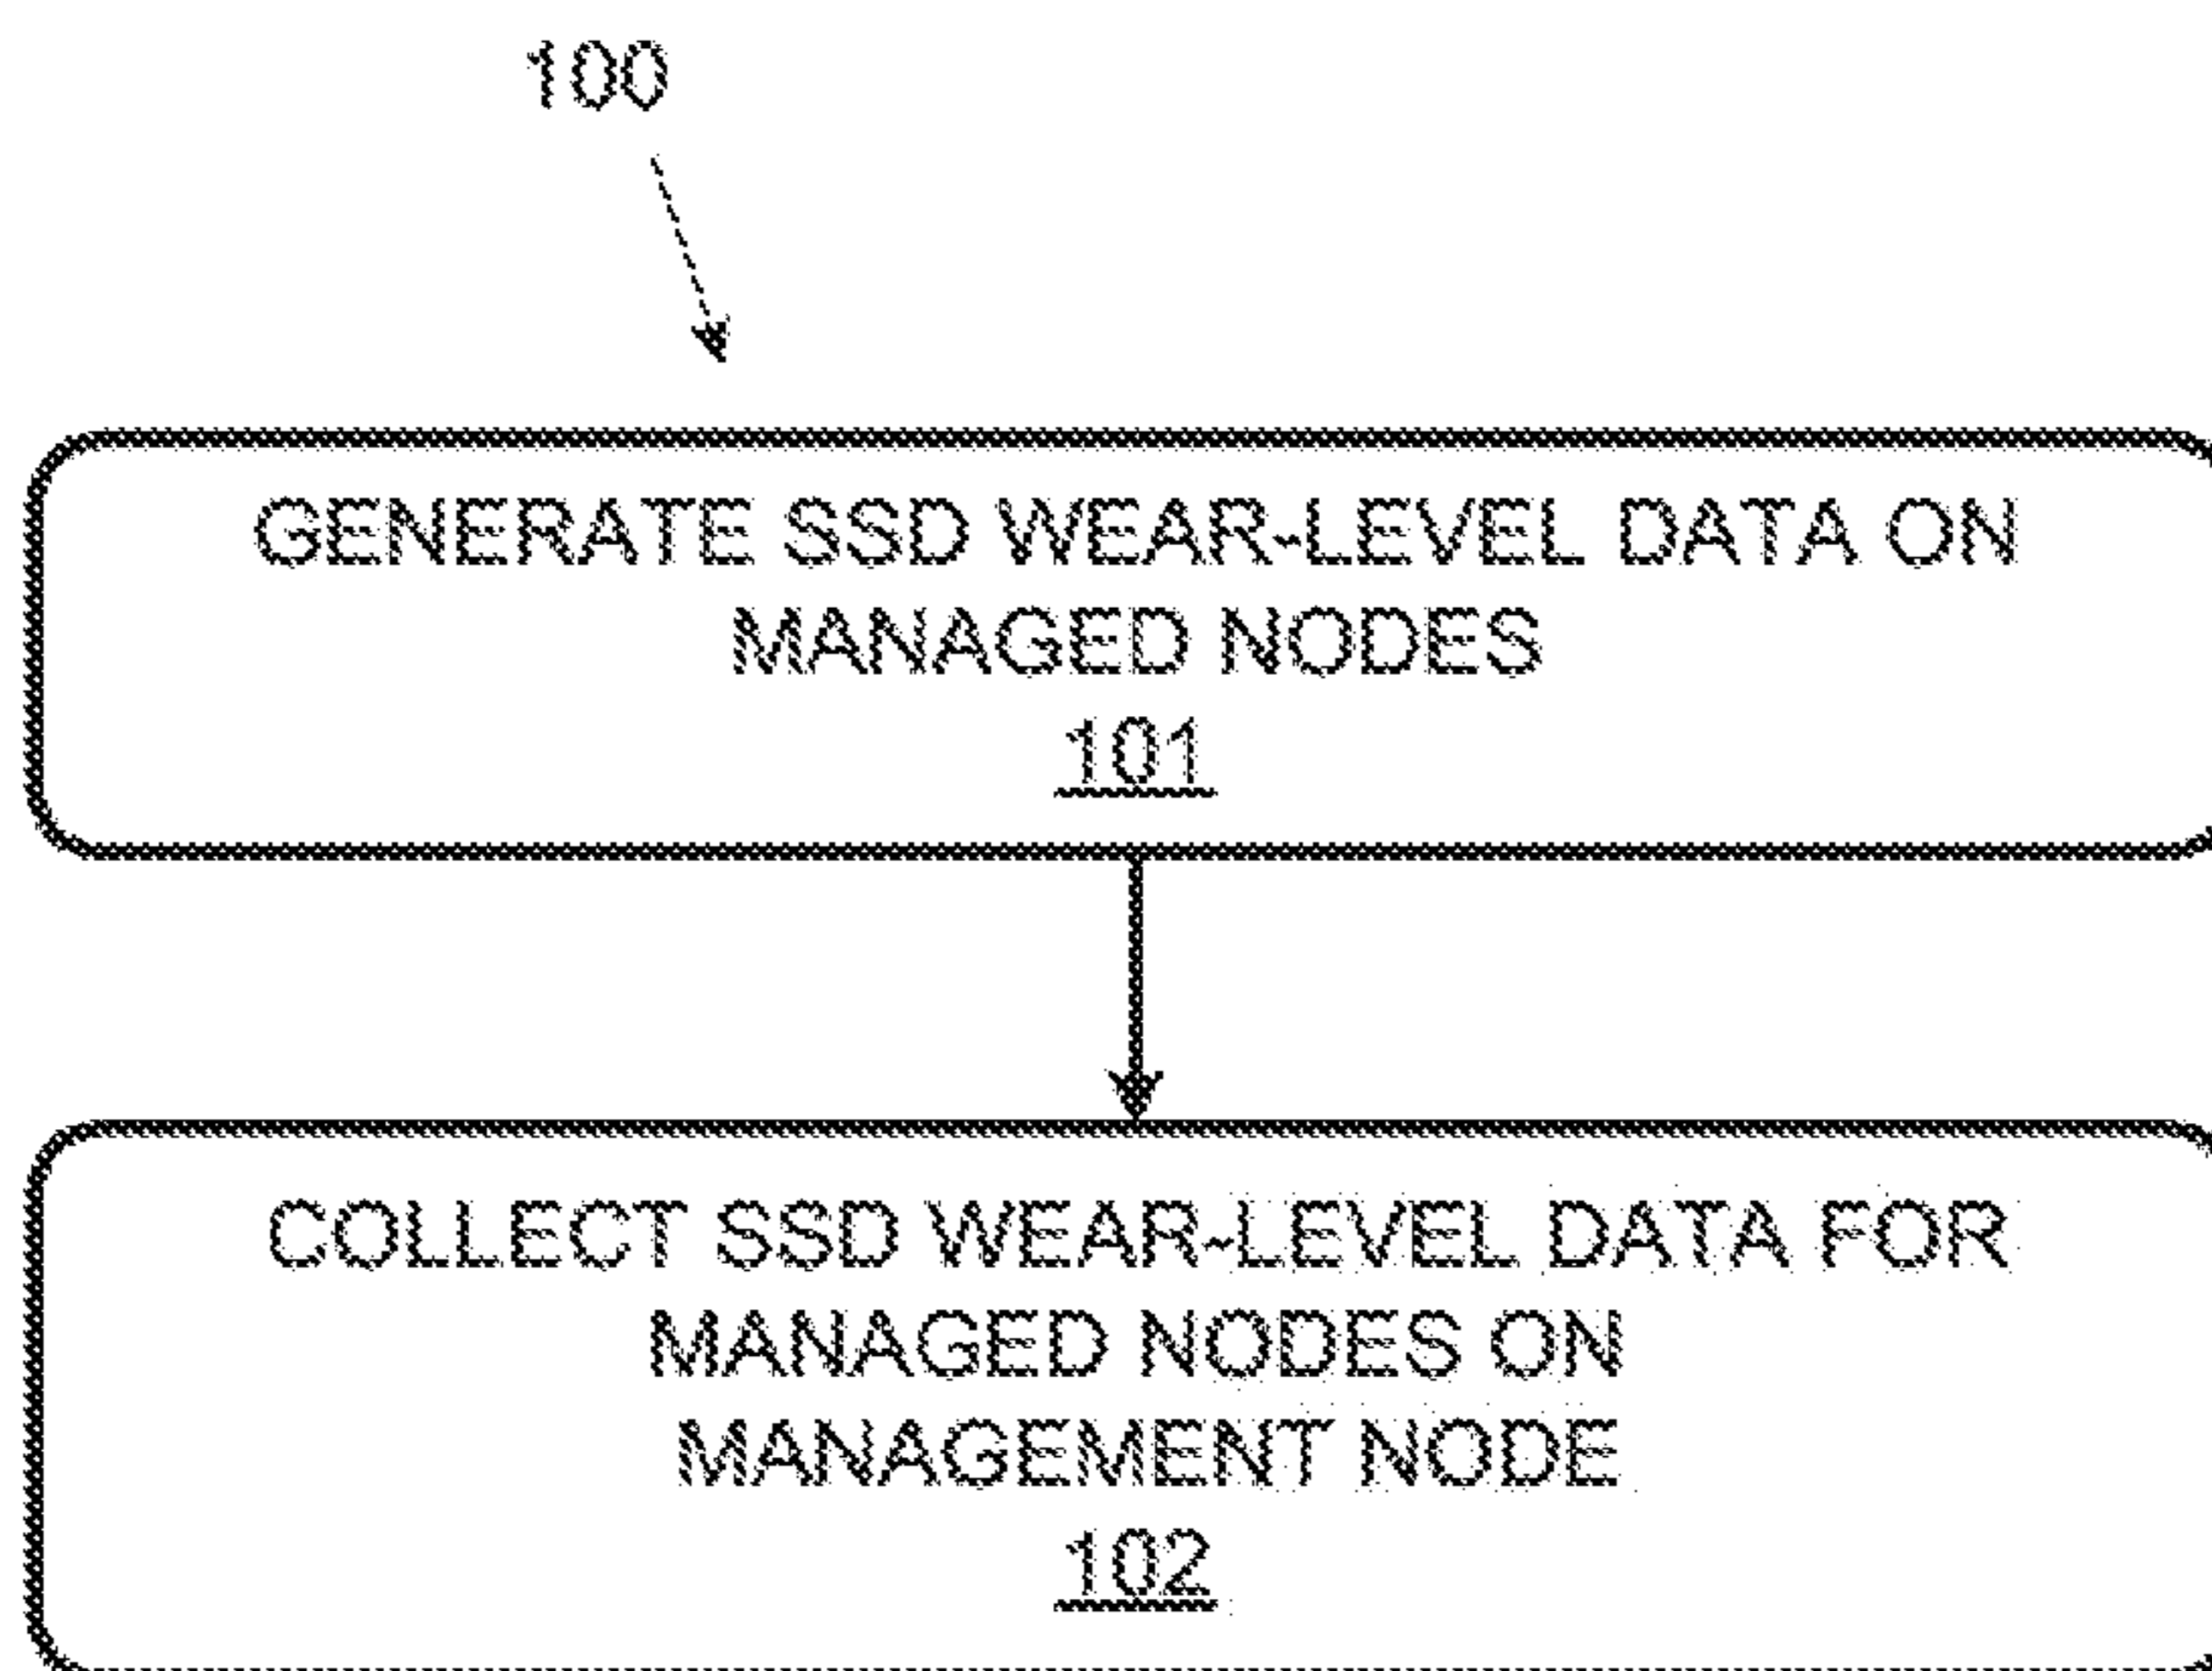 100
GENERATE SSD WEAR-LEVEL DATA ON
MANAGED NODES
101
COLLECT SSD WEAR-LEVEL DATA FOR
MANAGED NODES ON
MANAGEMENT NODE
102